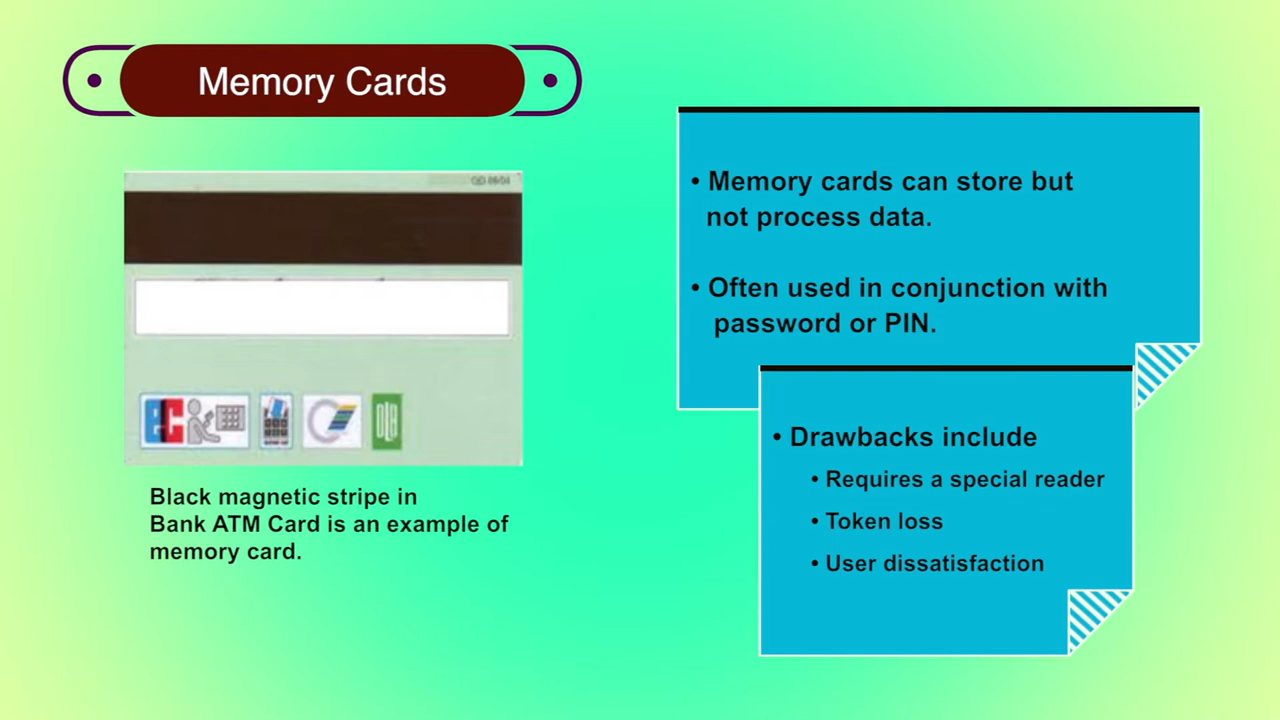 Memory Cards
ec
DLB
Black magnetic stripe in
Bank ATM Card is an example of
memory card.
• Memory cards can store but
not process data.
• Often used in conjunction with
password or PIN.
• Drawbacks include
• Requires a special reader
• Token loss
• User dissatisfaction